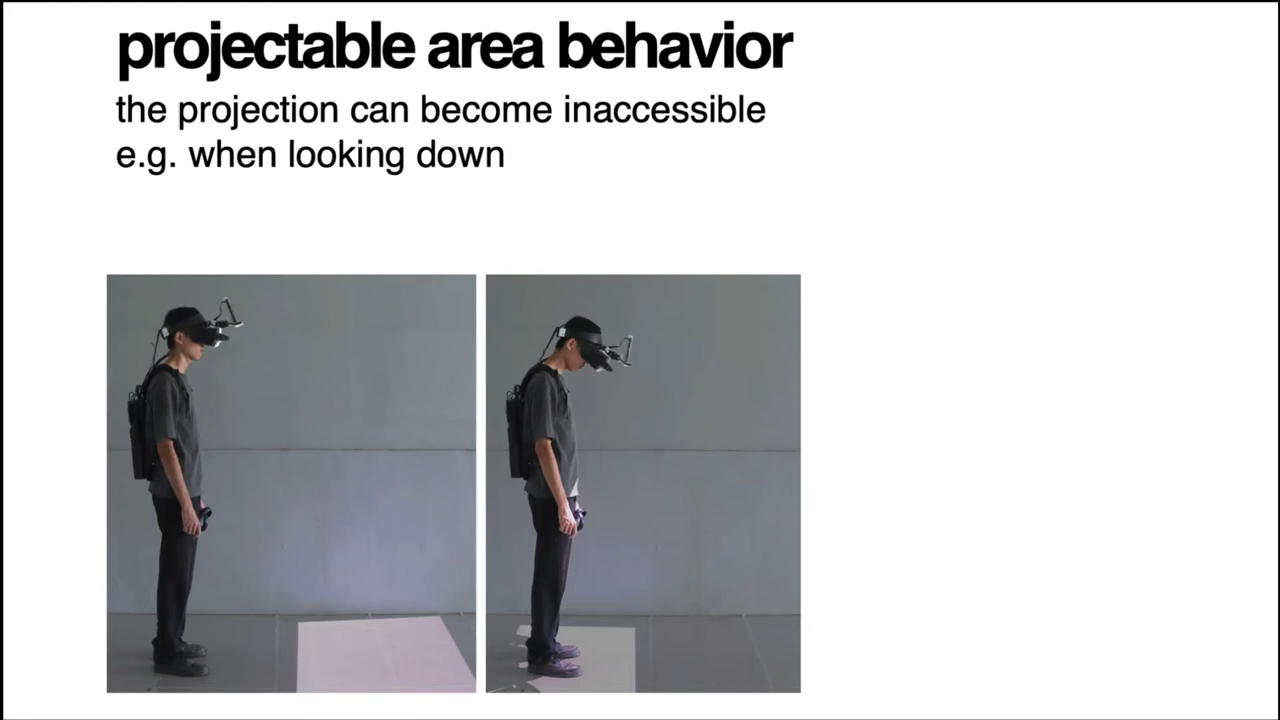 projectable area behavior
the projection can become inaccessible
e.g. when looking down